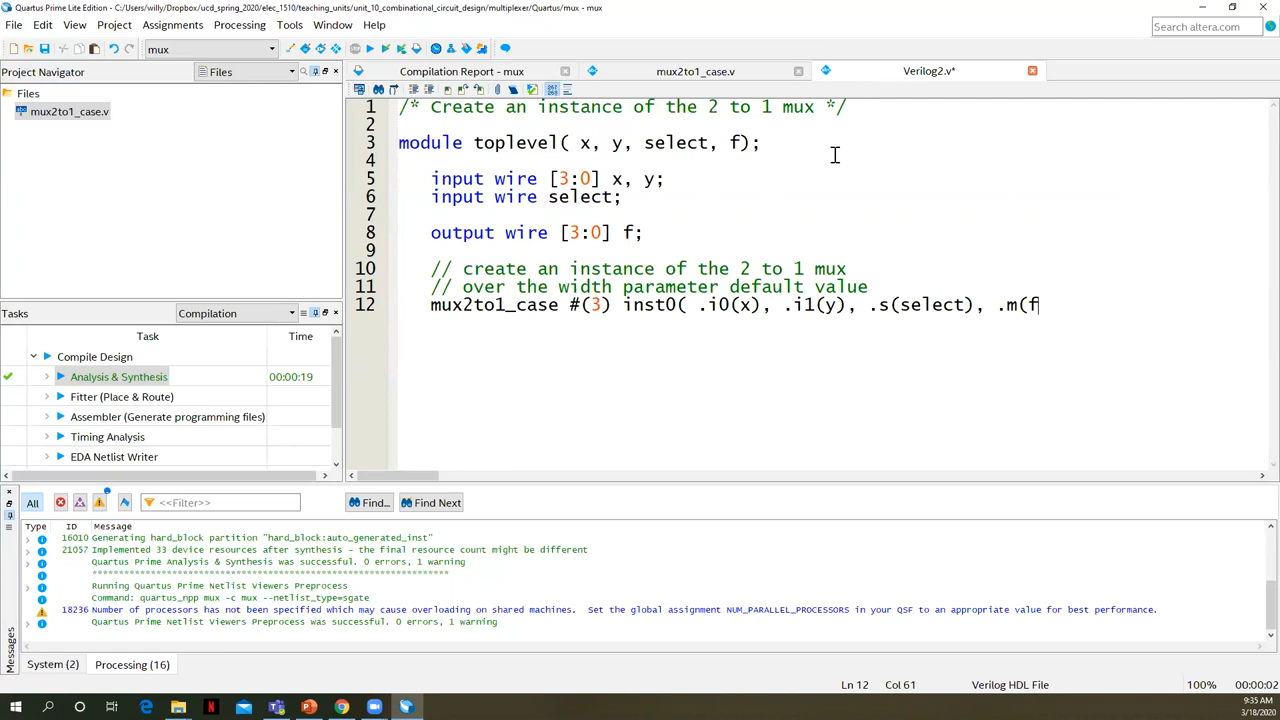 Quartus Prime Lite Edition - C:/Users/willy/Dropbox/ucd_spring_2020/elec_1510/teaching_units/unit_10_combinational_circuit_design/multiplexer/Quartus/mux - mux
File Edit View Project Assignments Processing Tools Window Help
Search altera.com
mux
Project Navigator Files
Compilation Report - mux mux2to1_case.v Verilog2.v*
Files
mux2to1_case.v
1 /* Create an instance of the 2 to 1 mux */
2
3 module toplevel( x, y, select, f);
4
5 input wire [3:0] x, y;
6 input wire select;
7
8 output wire [3:0] f;
9
10 // create an instance of the 2 to 1 mux
11 // over the width parameter default value
12 mux2to1_case #(3) inst0( .i0(x), .i1(y), .s(select), .m(f
Tasks Compilation
Task Time
Compile Design
Analysis & Synthesis 00:00:19
Fitter (Place & Route)
Assembler (Generate programming files)
Timing Analysis
EDA Netlist Writer
All <<Filter>> Find... Find Next
Type ID Message
16010 Generating hard_block partition "hard_block:auto_generated_inst"
21057 Implemented 33 device resources after synthesis - the final resource count might be different
Quartus Prime Analysis & Synthesis was successful. 0 errors, 1 warning
*******************************************************************
Running Quartus Prime Netlist Viewers Preprocess
Command: quartus_npp mux -c mux --netlist_type=sgate
18236 Number of processors has not been specified which may cause overloading on shared machines. Set the global assignment NUM_PARALLEL_PROCESSORS in your QSF to an appropriate value for best performance.
Quartus Prime Netlist Viewers Preprocess was successful. 0 errors, 1 warning
Messages
System (2) Processing (16)
Ln 12 Col 61 Verilog HDL File 100% 00:00:02
9:35 AM
3/18/2020